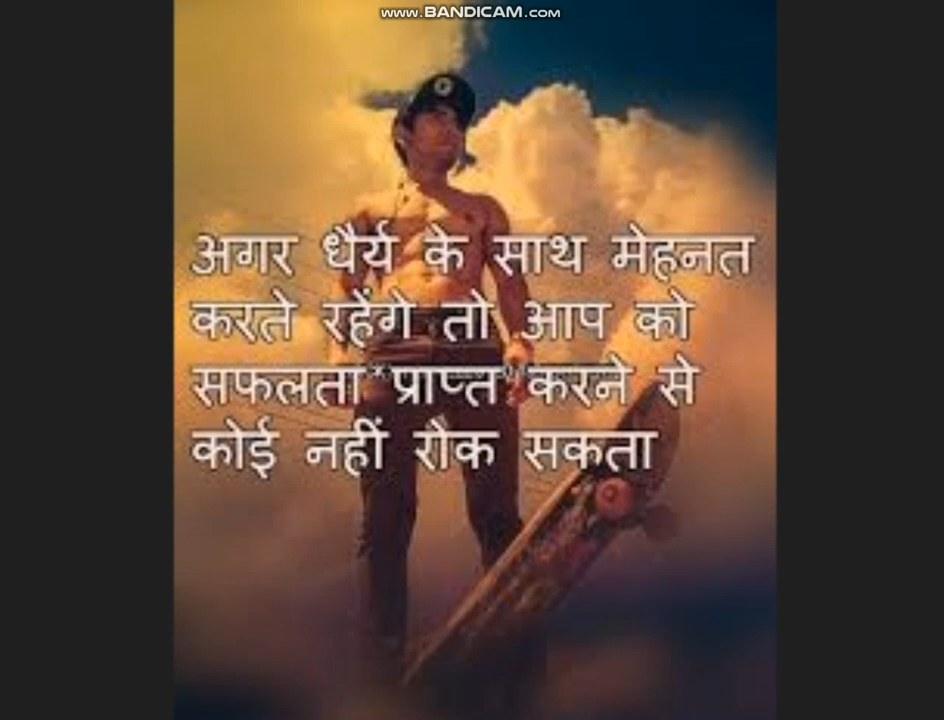 www.BANDICAM.com
अगर धैर्य के साथ मेहनत
करते रहेंगे तो आप को
सफलता प्राप्त करने से
कोई नहीं रोक सकता